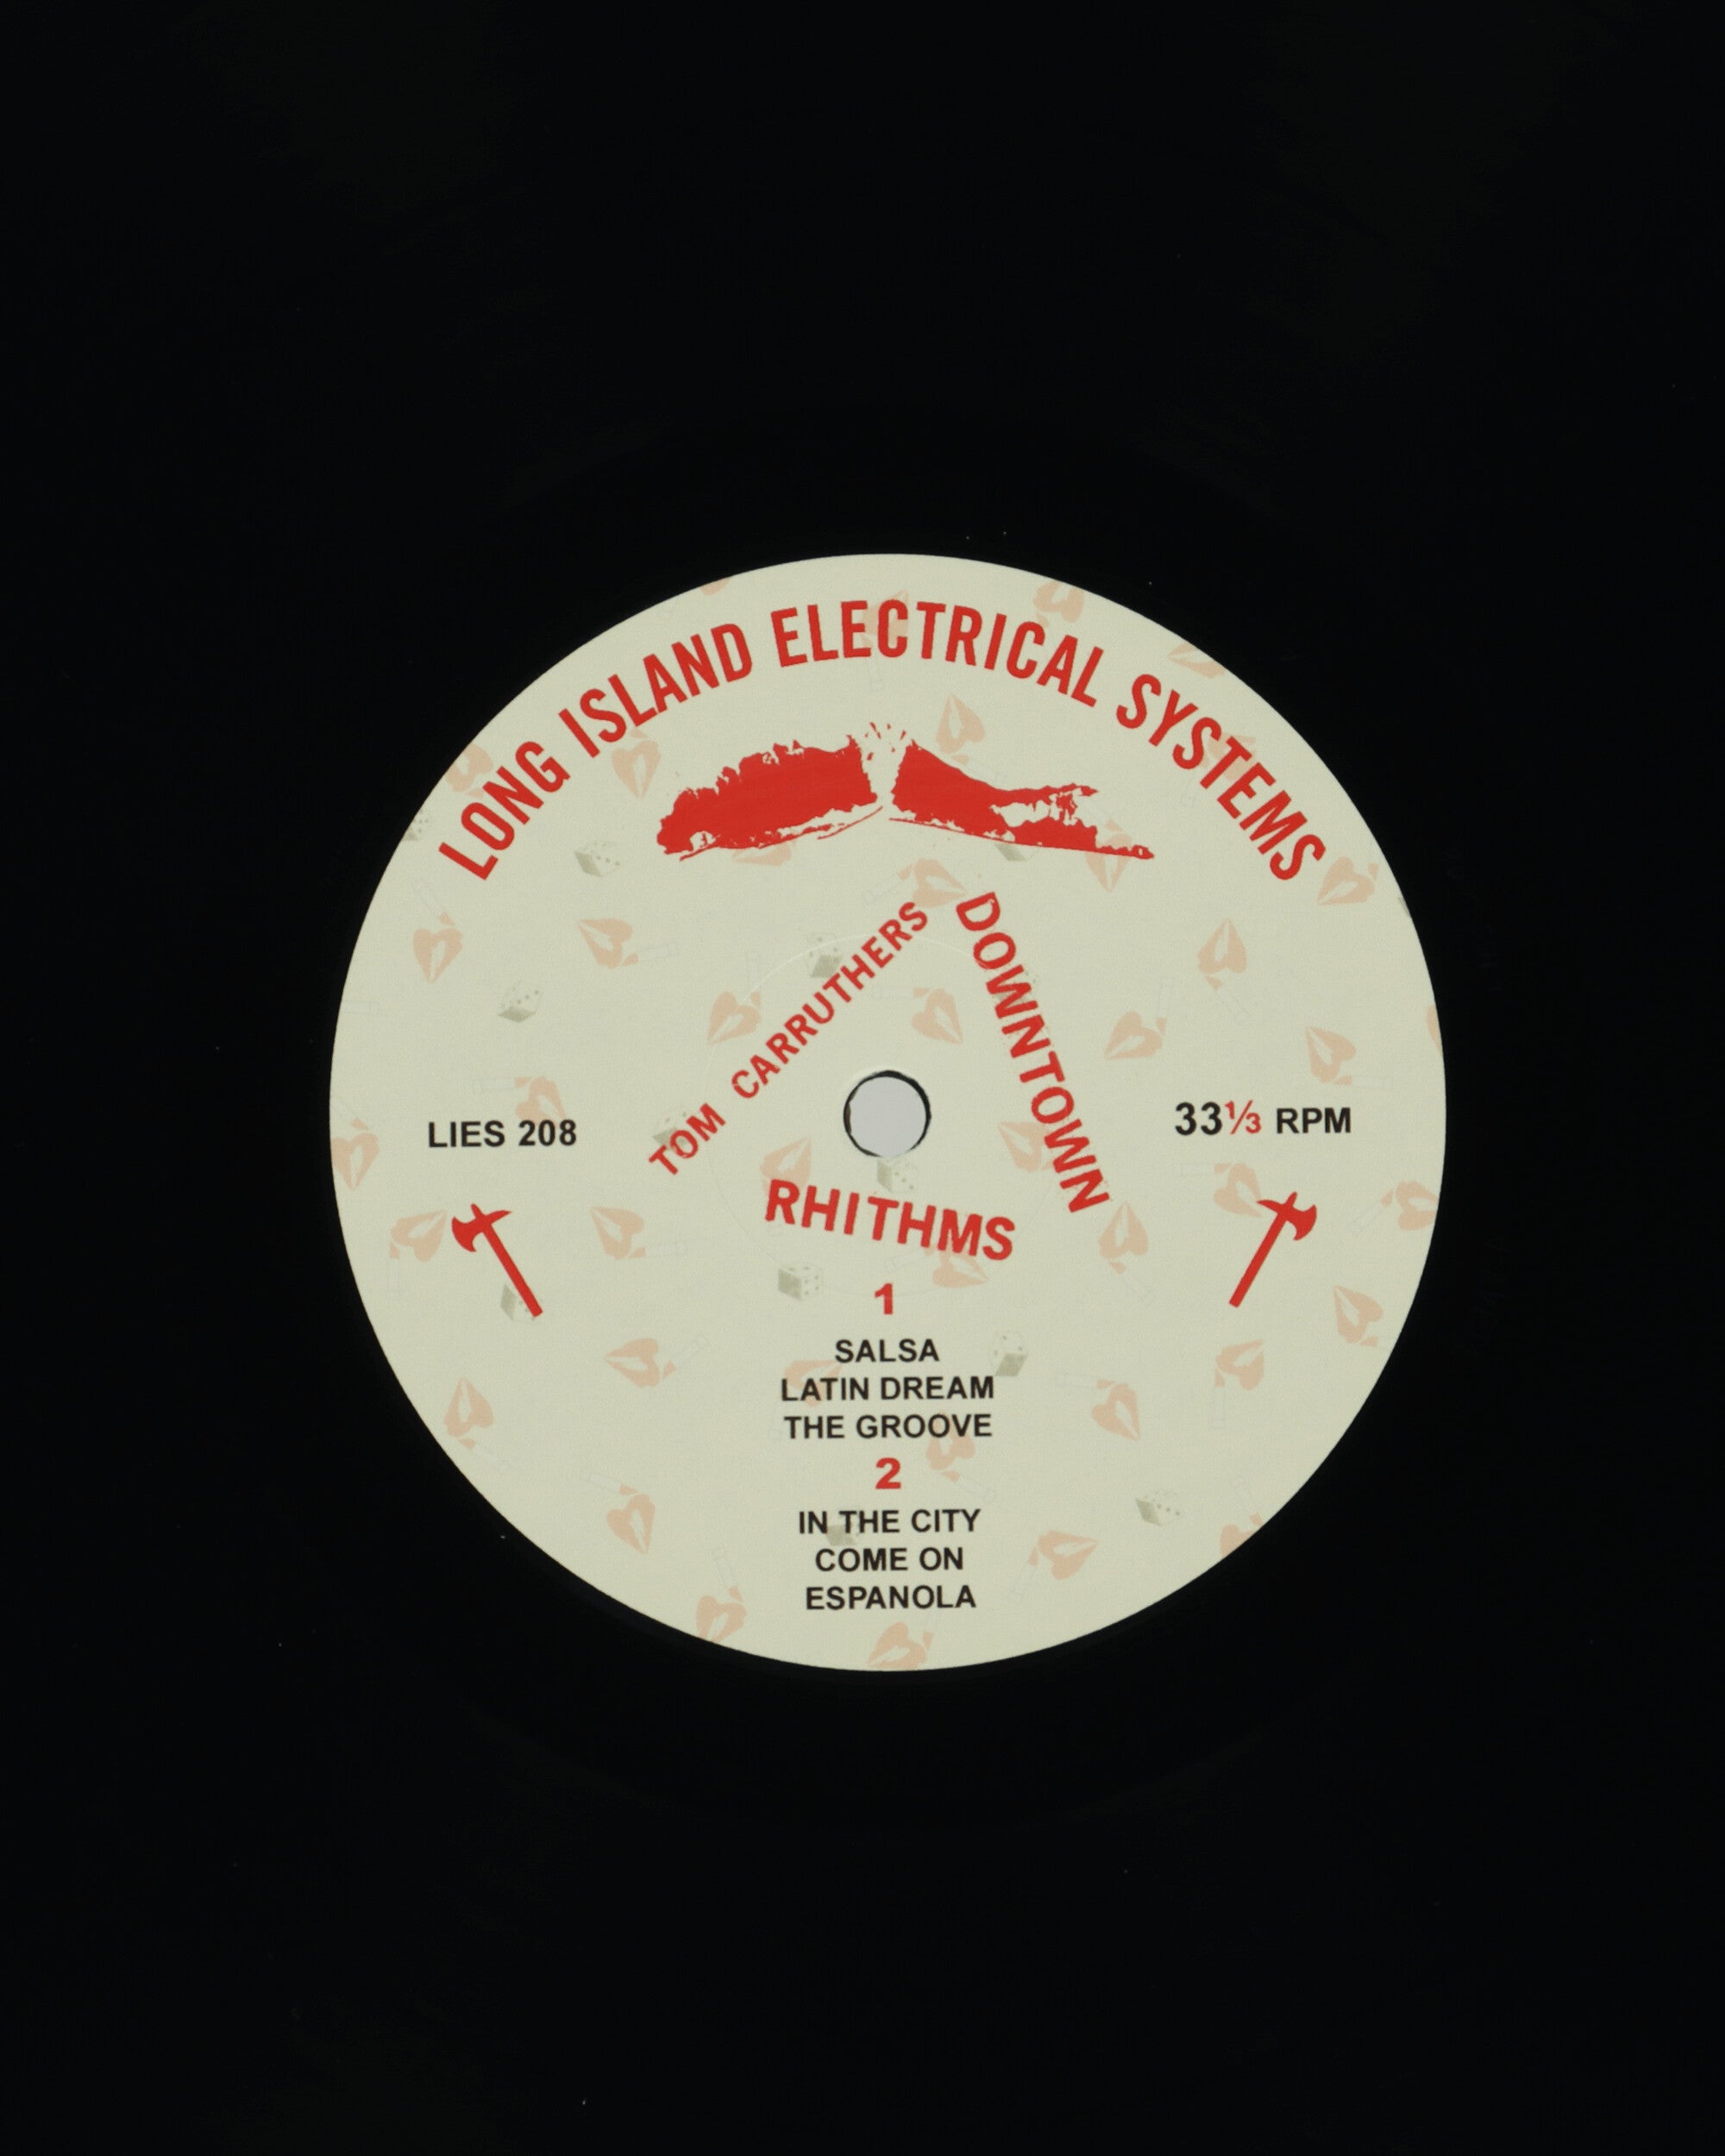 LONG ISLAND ELECTRICAL SYSTEMS
TOM CARRUTHERS
DOWNTOWN
RHITHMS
LIES 208
33⅓ RPM
1
SALSA
LATIN DREAM
THE GROOVE
2
IN THE CITY
COME ON
ESPANOLA